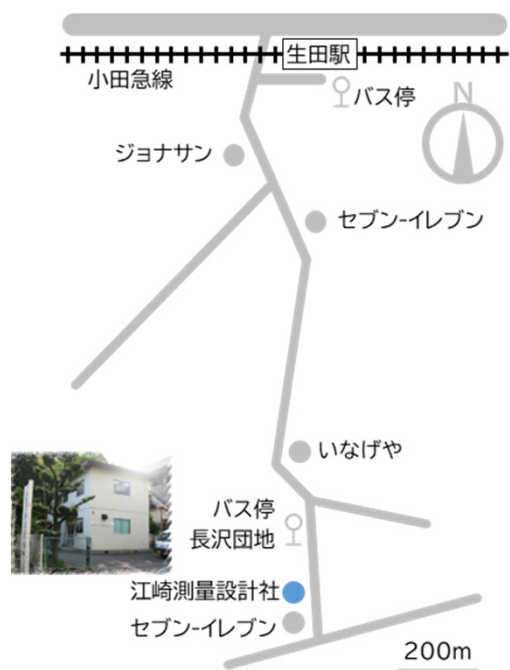 生田駅
小田急線
バス停
N
ジョナサン
セブン-イレブン
いなげや
バス停
長沢団地
江崎測量設計社
セブン-イレブン
200m